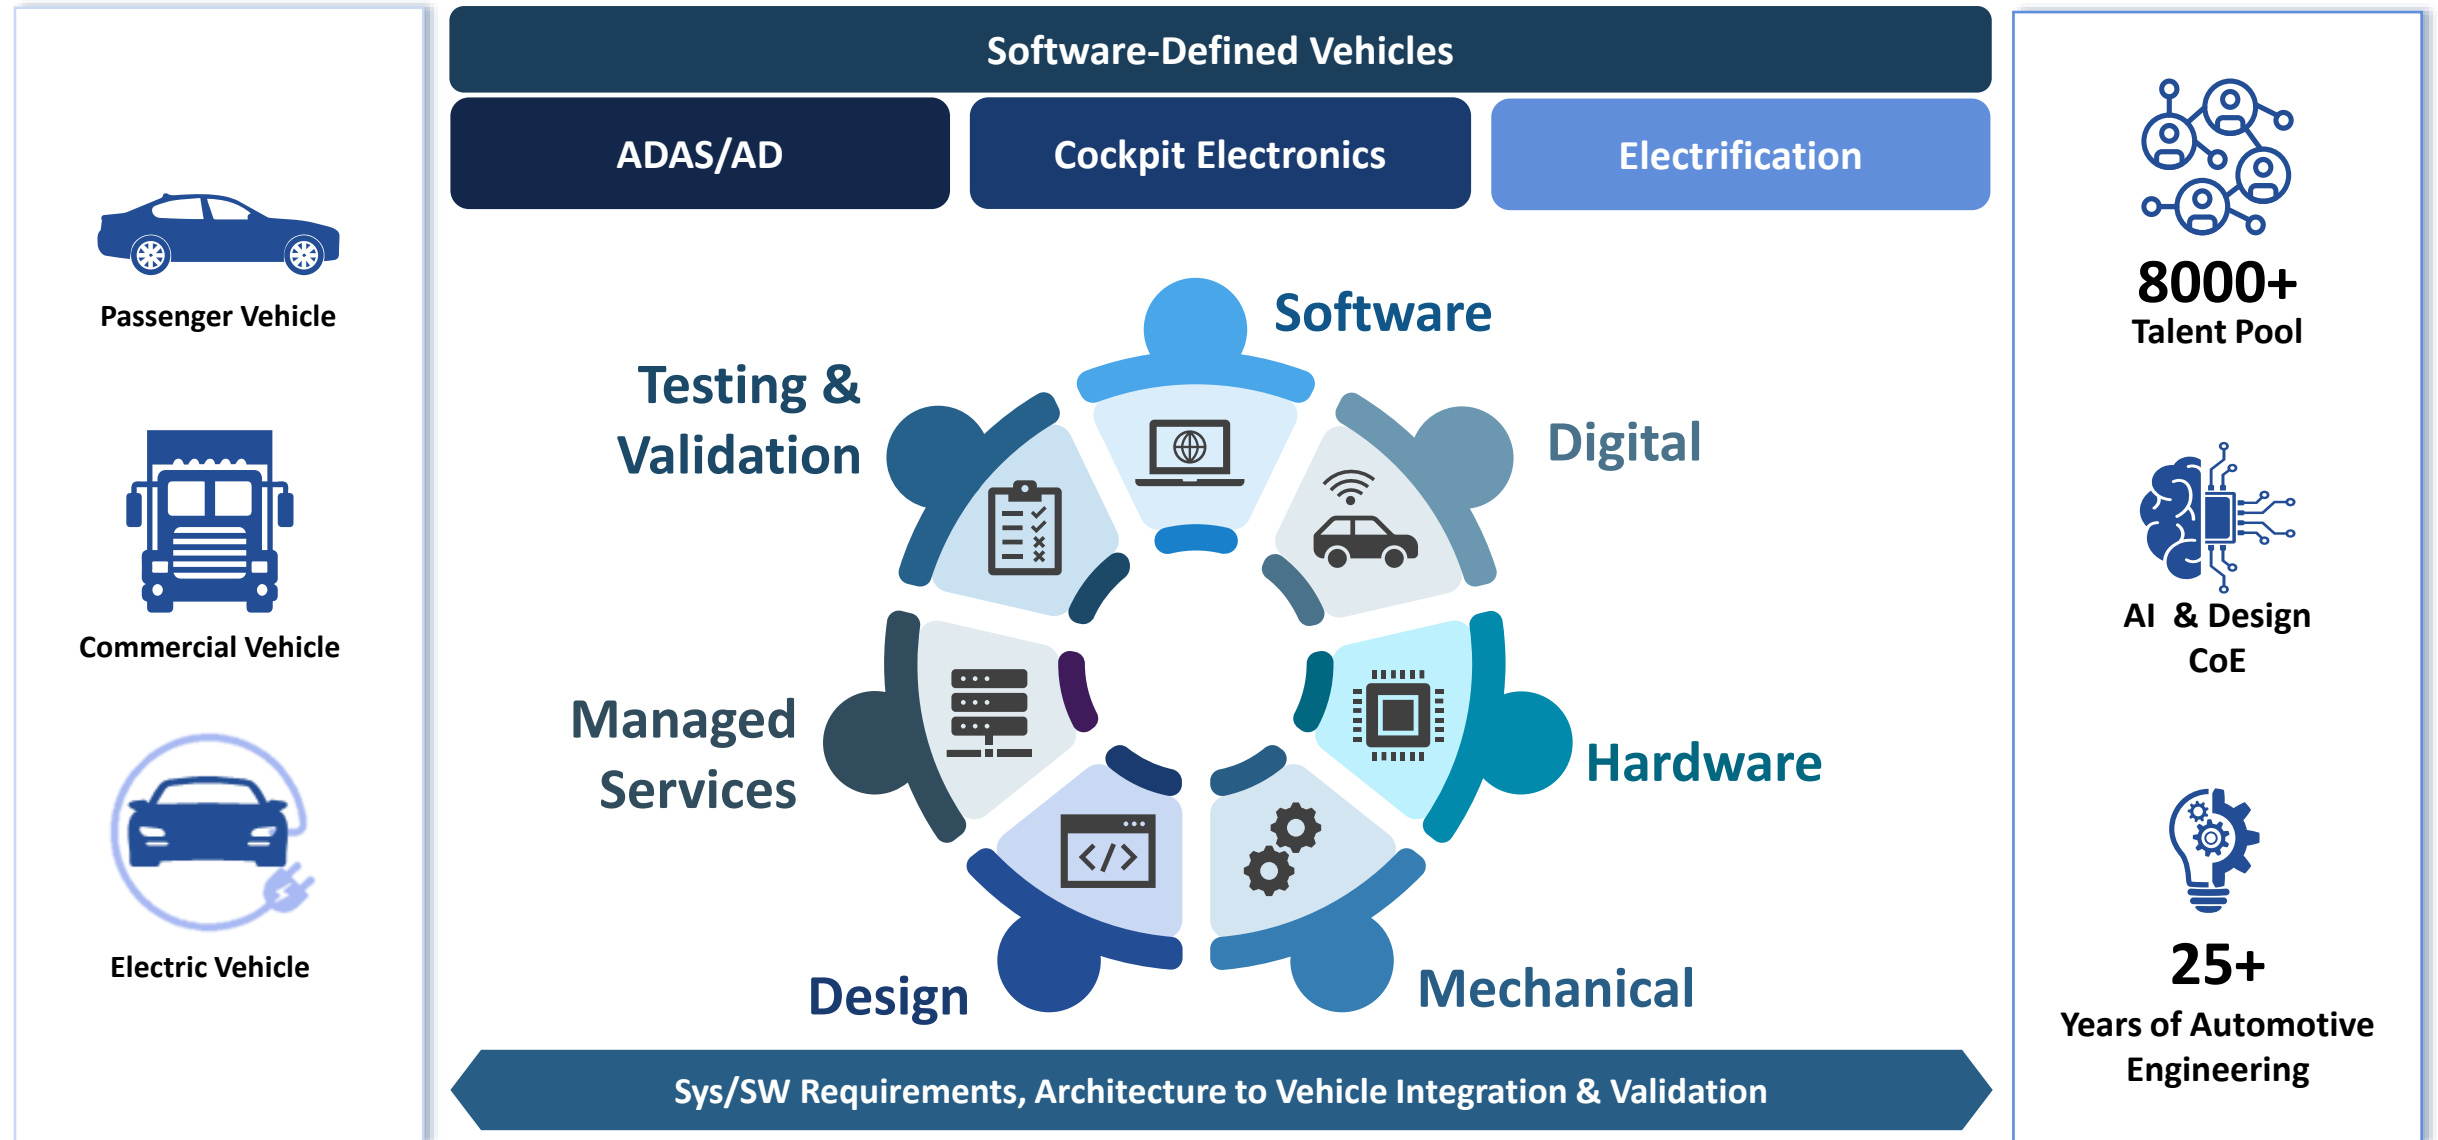 Software-Defined Vehicles
ADAS/AD
Cockpit Electronics
Electrification
Passenger Vehicle
Commercial Vehicle
Electric Vehicle
Software
Digital
Hardware
Mechanical
Design
Managed
Services
Testing &
Validation
</>
Sys/SW Requirements, Architecture to Vehicle Integration & Validation
8000+
Talent Pool
AI & Design
CoE
25+
Years of Automotive
Engineering